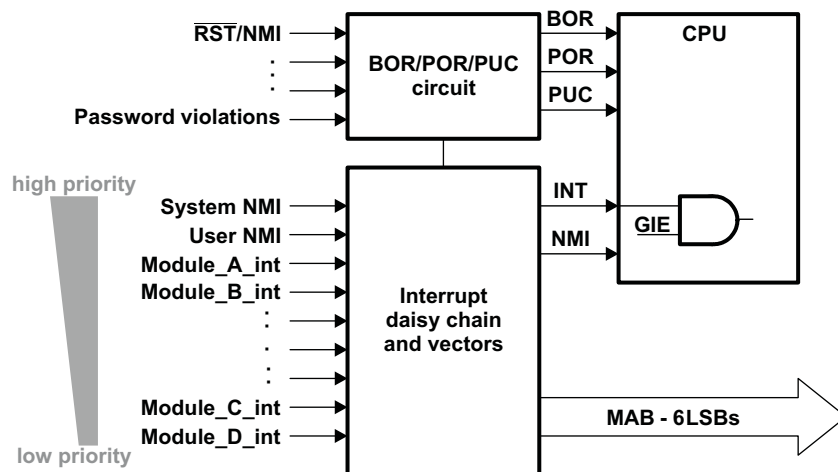 RST/NMI
BOR/POR/PUC
circuit
Password violations
BOR
POR
PUC
CPU
high priority
System NMI
User NMI
Module_A_int
Module_B_int
Module_C_int
Module_D_int
low priority
Interrupt
daisy chain
and vectors
INT
NMI
GIE
MAB - 6LSBs